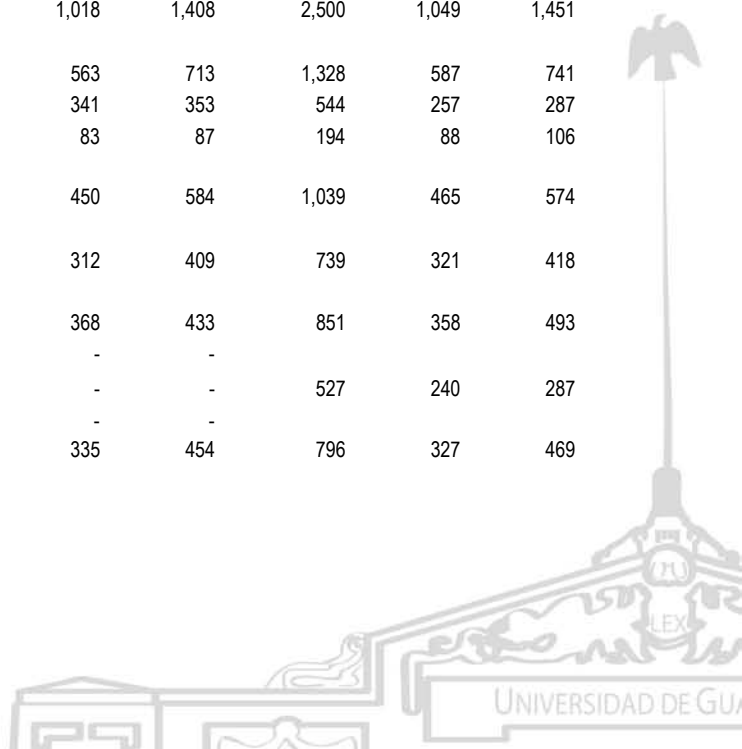 1,018 1,408 2,500 1,049 1,451
563 713 1,328 587 741
341 353 544 257 287
83 87 194 88 106
450 584 1,039 465 574
312 409 739 321 418
368 433 851 358 493
- -
- - 527 240 287
- -
335 454 796 327 469
LEX
UNIVERSIDAD DE GUA